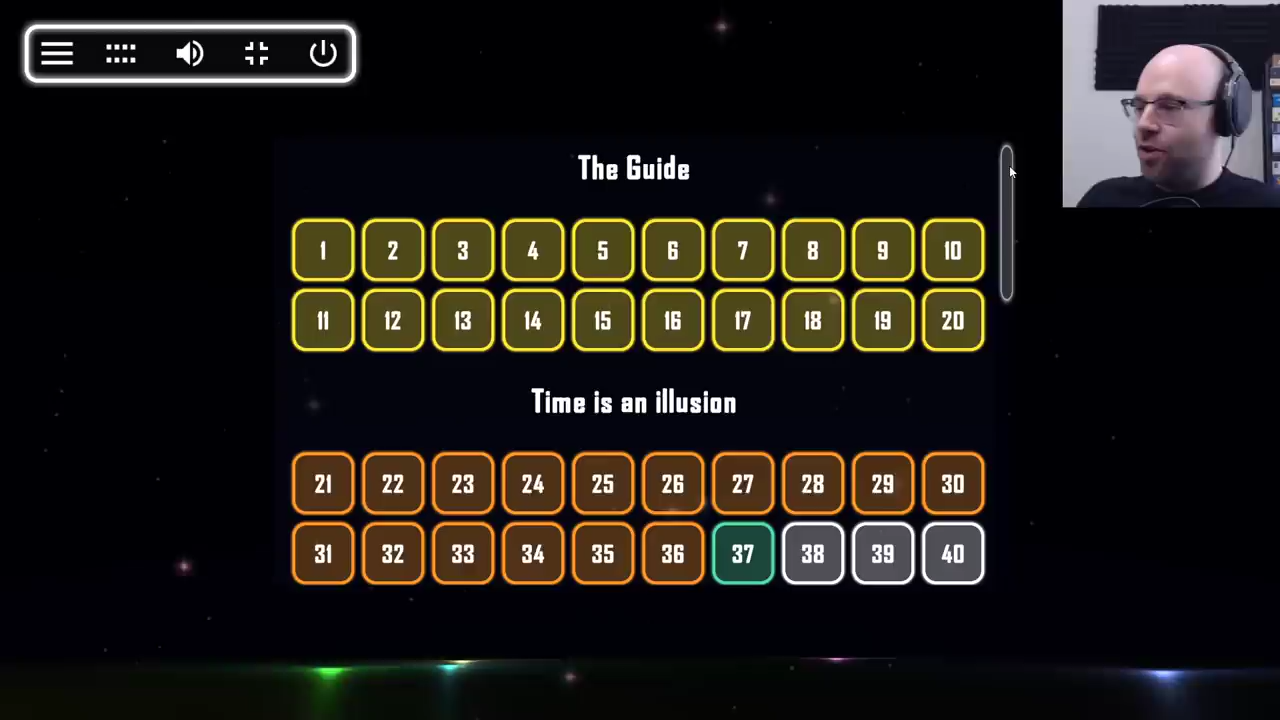 The Guide
1 2 3 4 5 6 7 8 9 10
11 12 13 14 15 16 17 18 19 20
Time is an illusion
21 22 23 24 25 26 27 28 29 30
31 32 33 34 35 36 37 38 39 40